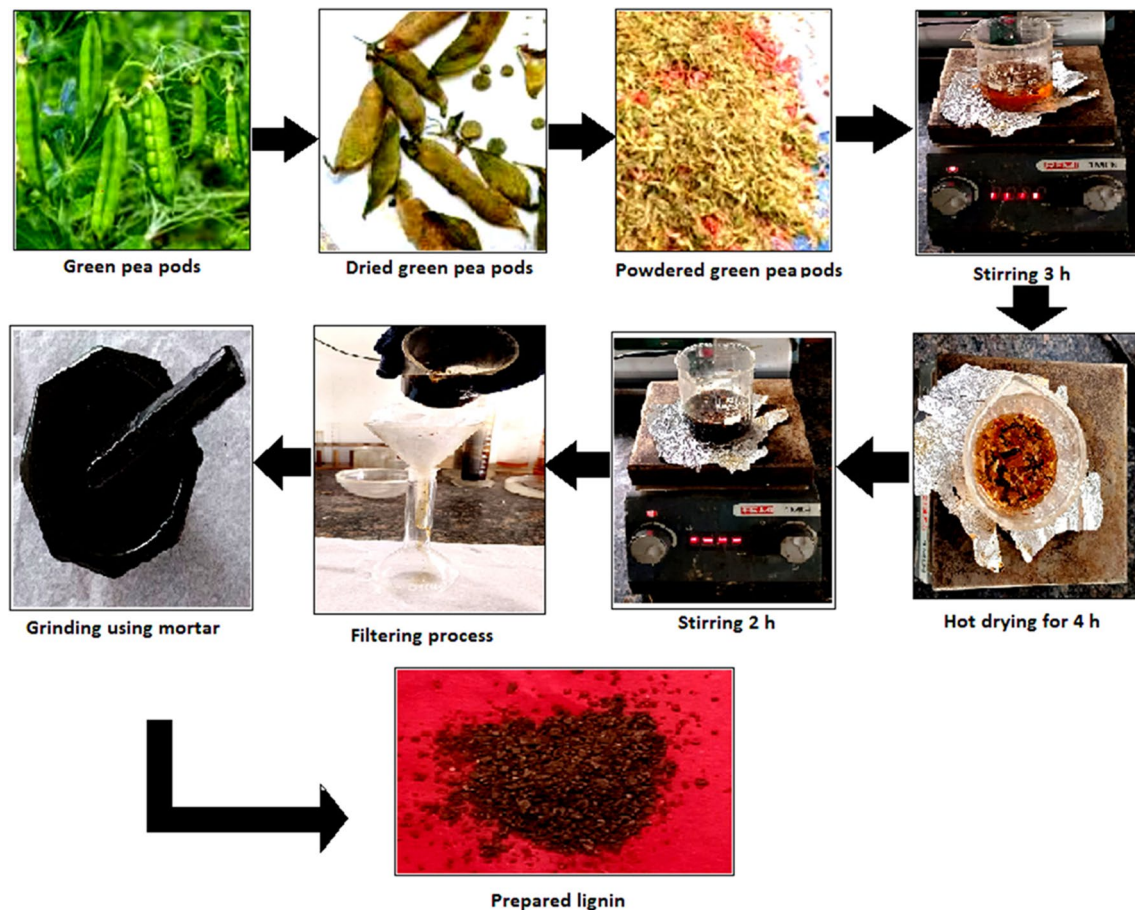 Green pea pods
Dried green pea pods
Powdered green pea pods
Stirring 3 h
Hot drying for 4 h
Stirring 2 h
Filtering process
Grinding using mortar
Prepared lignin